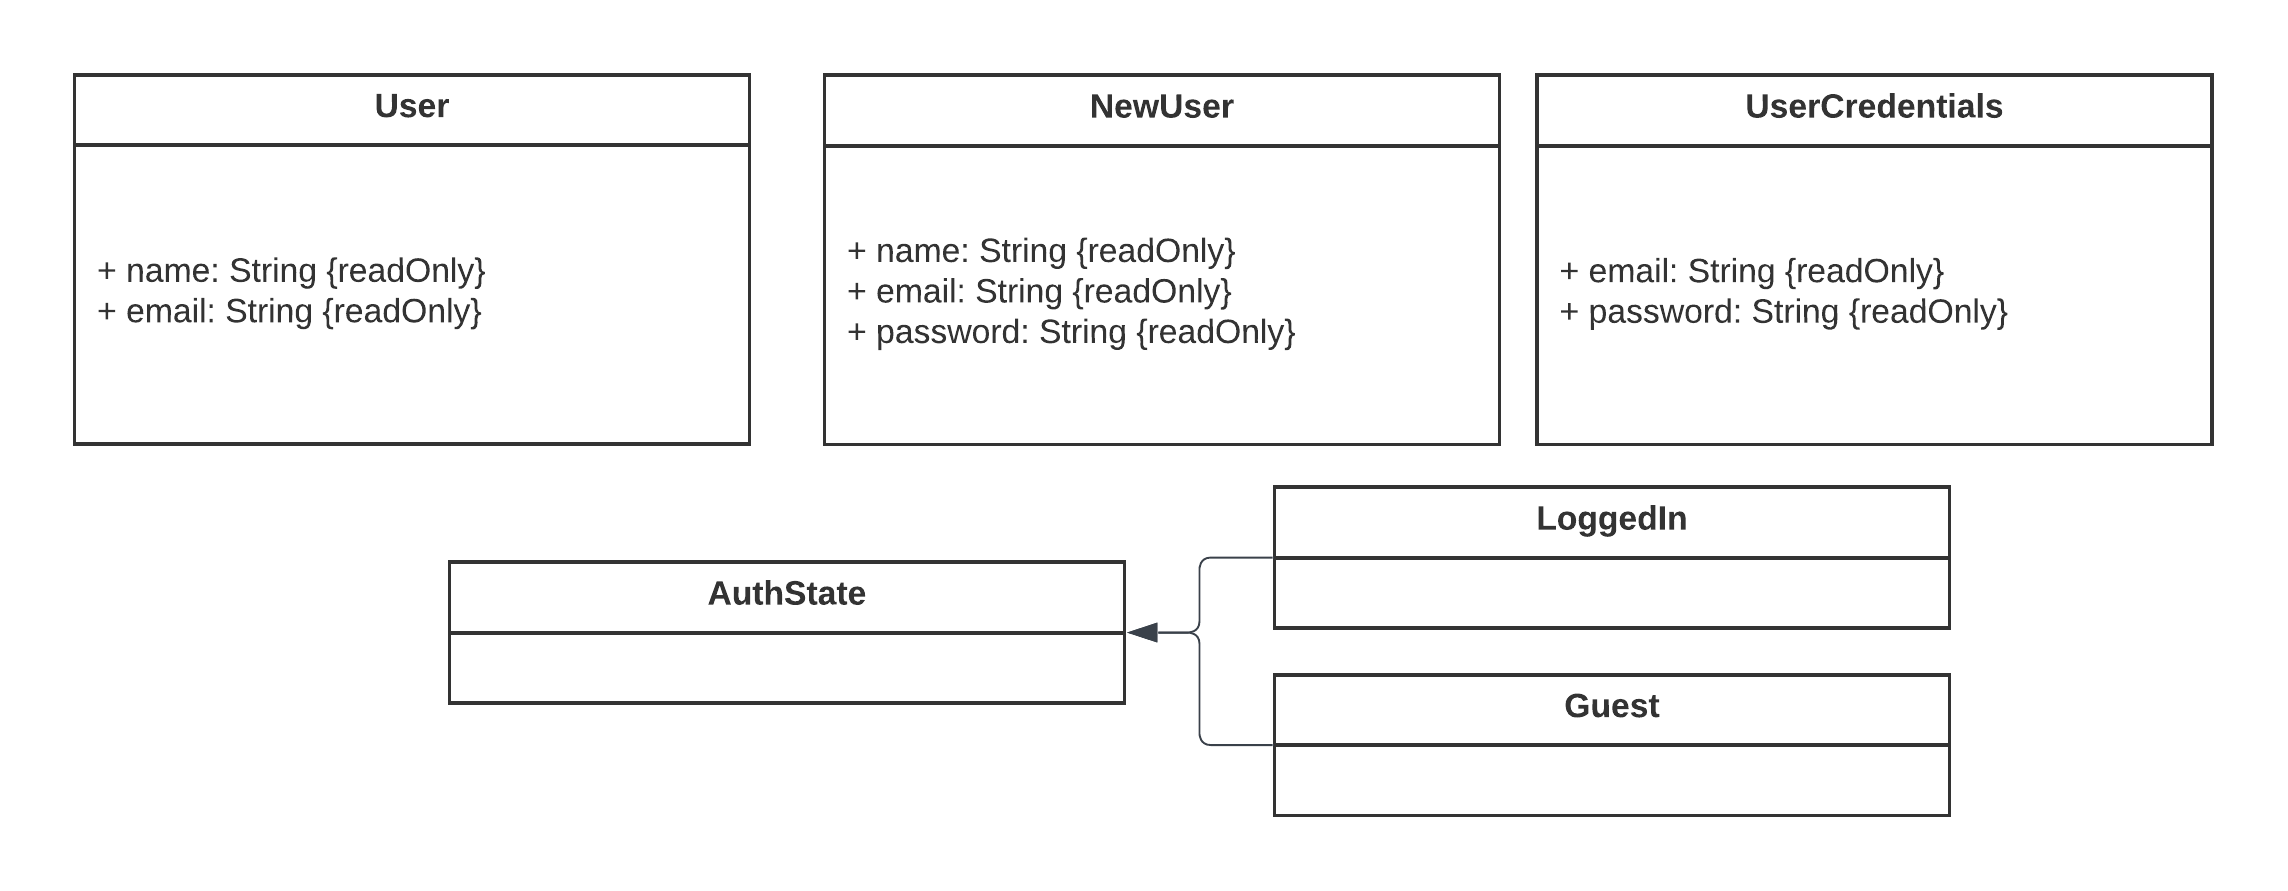 User
+ name: String {readOnly}
+ email: String {readOnly}
NewUser
+ name: String {readOnly}
+ email: String {readOnly}
+ password: String {readOnly}
UserCredentials
+ email: String {readOnly}
+ password: String {readOnly}
AuthState
LoggedIn
Guest